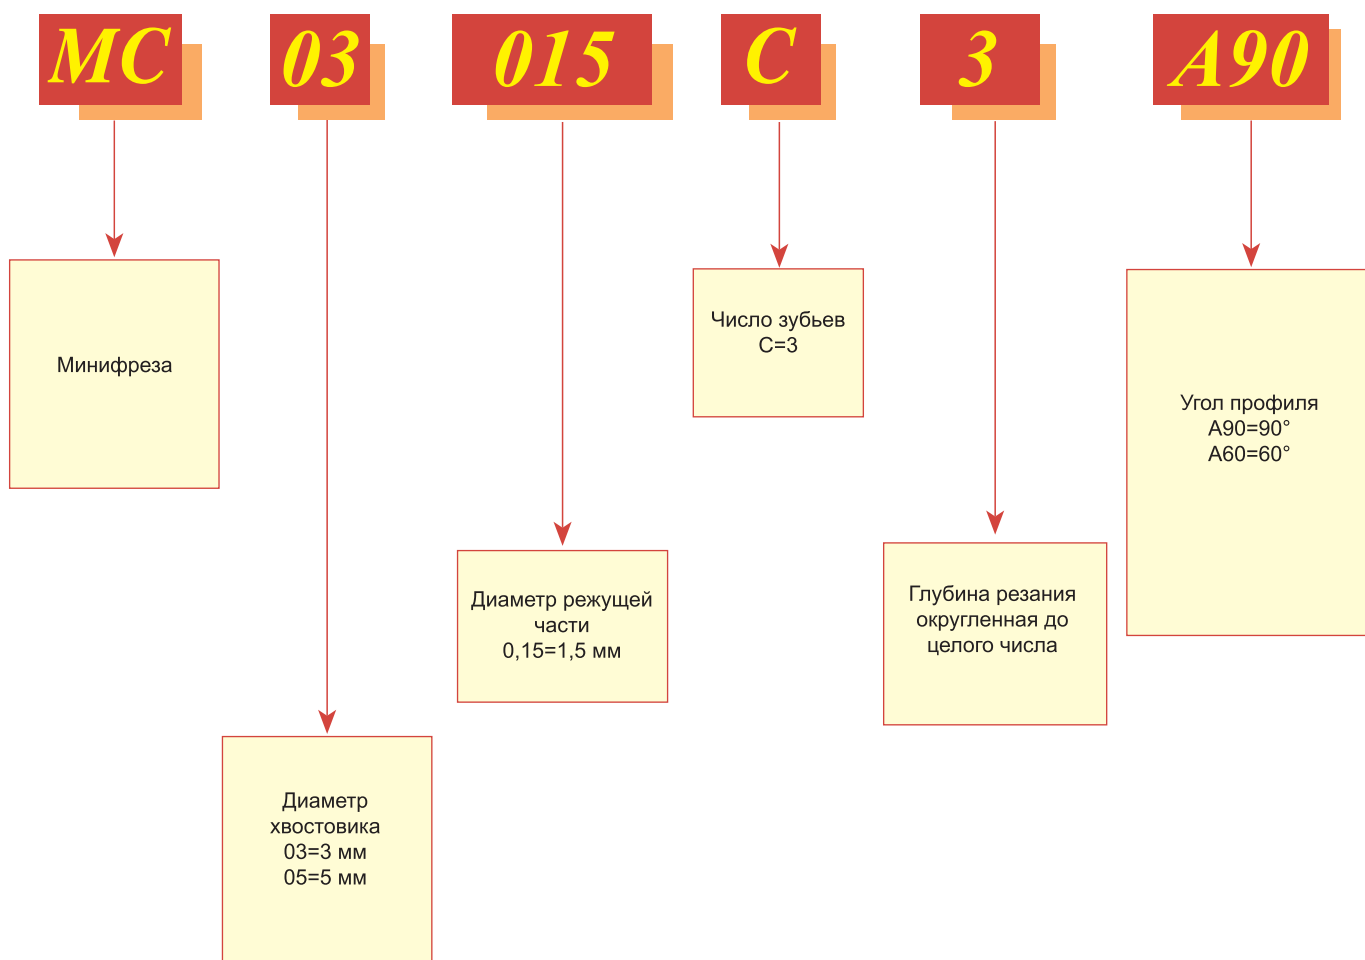 MC
03
015
C
3
A90
Минифреза
Диаметр
хвостовика
03=3 мм
05=5 мм
Диаметр режущей
части
0,15=1,5 мм
Число зубьев
C=3
Глубина резания
округленная до
целого числа
Угол профиля
A90=90°
A60=60°